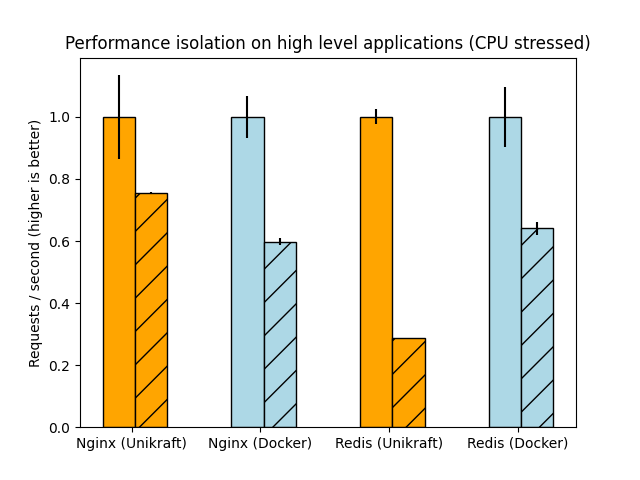 Performance isolation on high level applications (CPU stressed)
Requests / second (higher is better)
1.0
0.8
0.6
0.4
0.2
0.0
Nginx (Unikraft) Nginx (Docker) Redis (Unikraft) Redis (Docker)